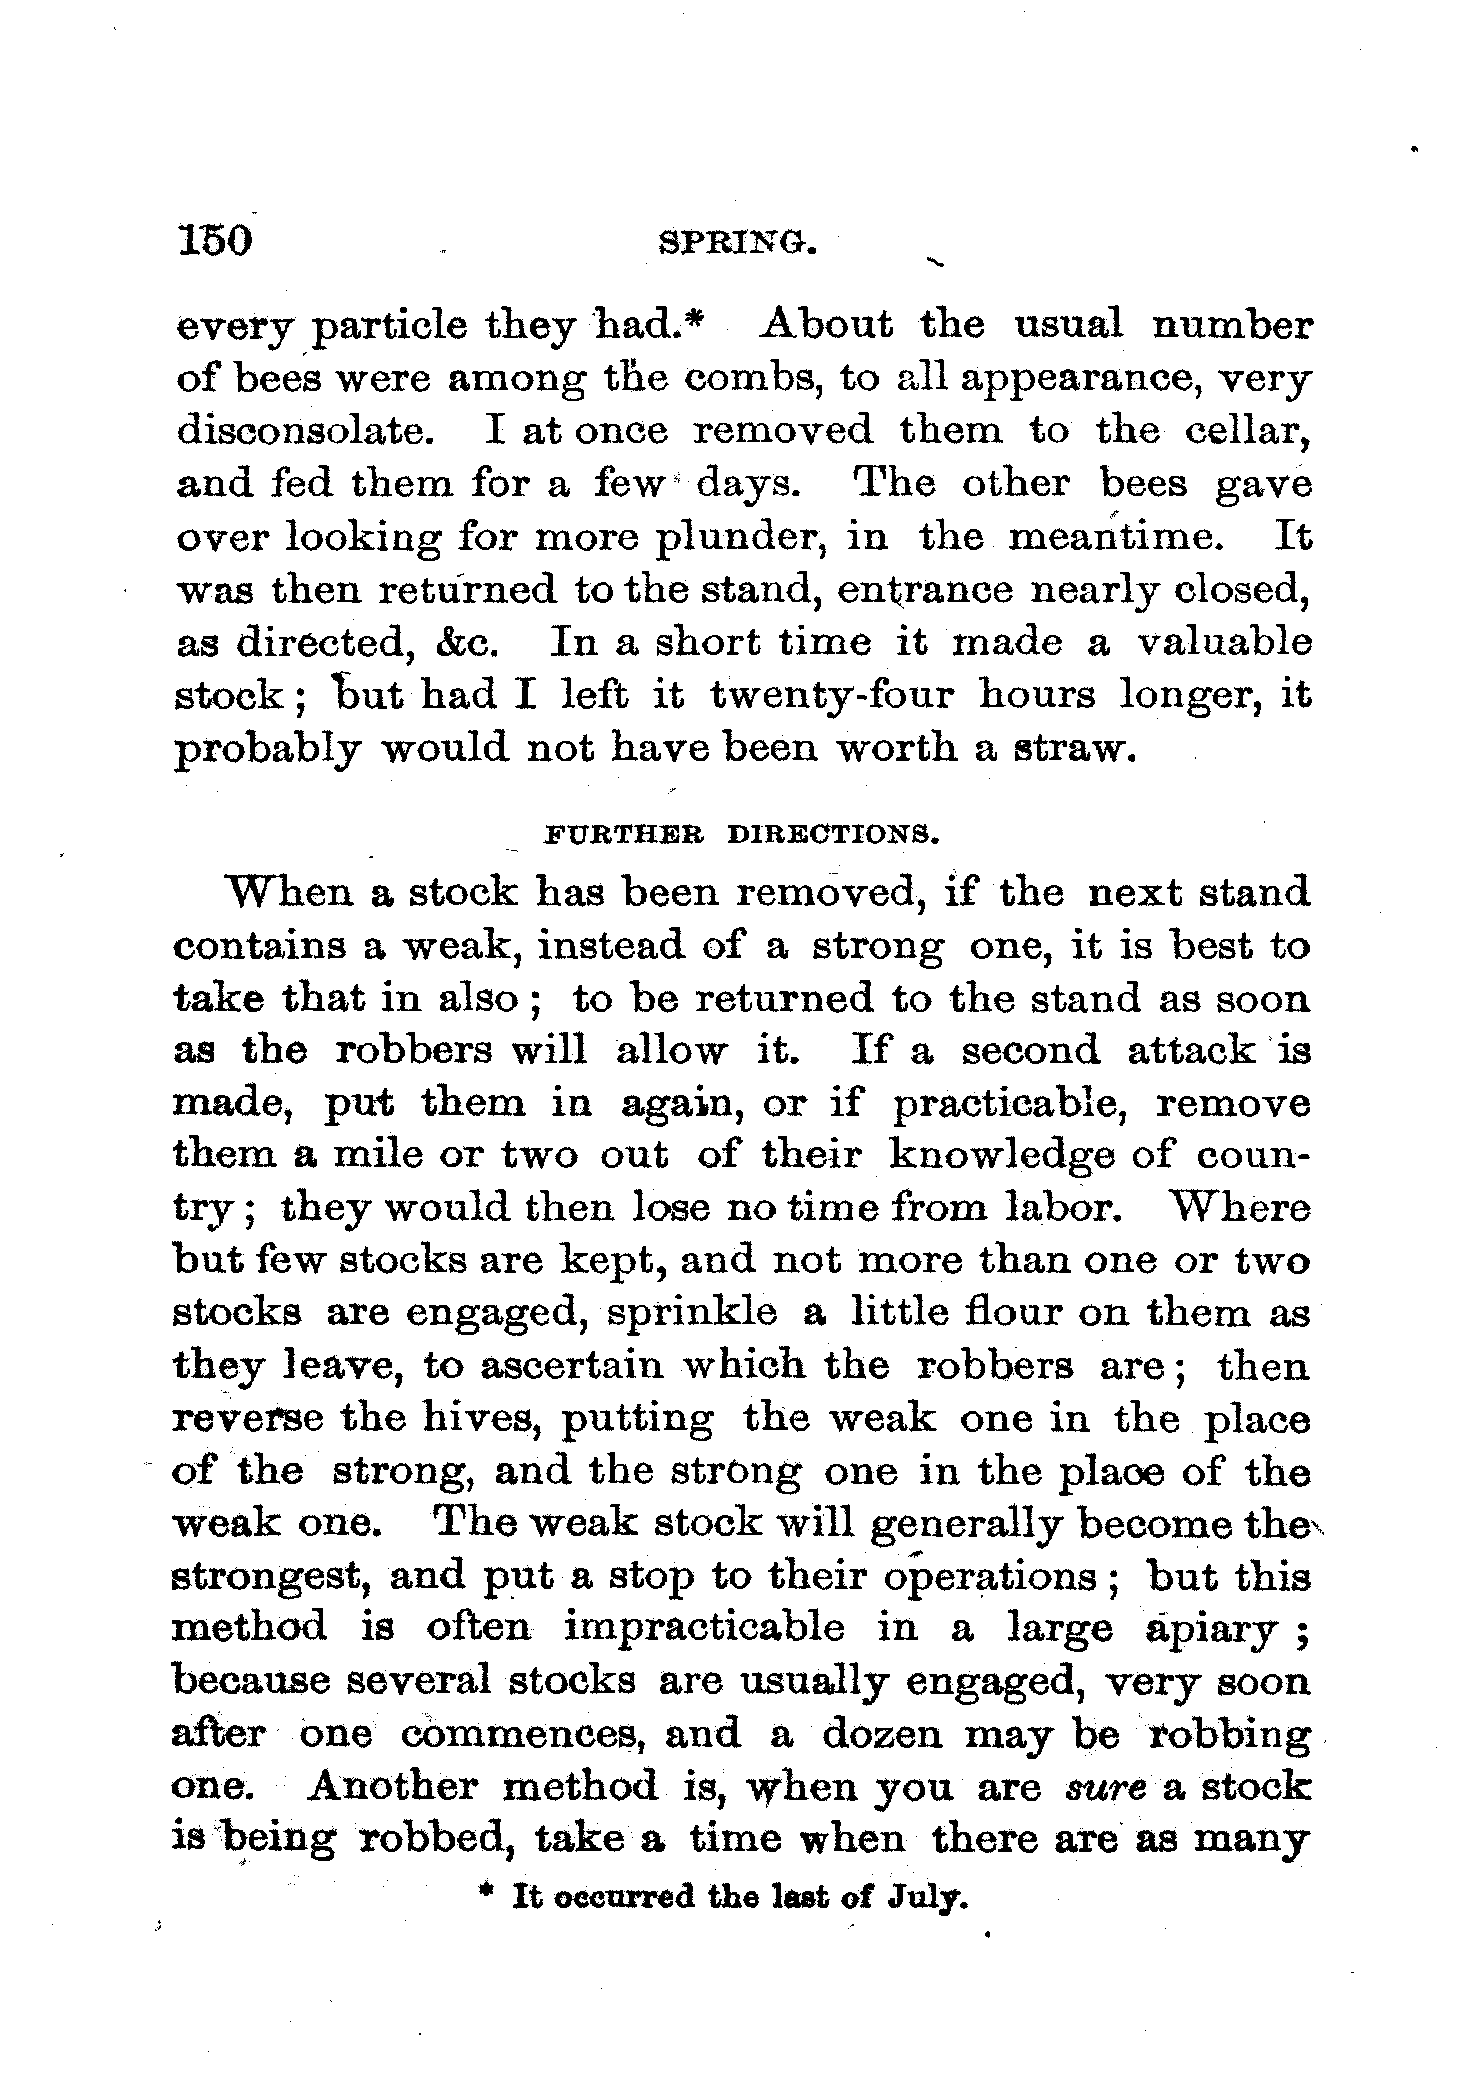 150 SPRING.
every particle they had.* About the usual number
of bees were among the combs, to all appearance, very
disconsolate. I at once removed them to the cellar,
and fed them for a few days. The other bees gave
over looking for more plunder, in the meantime. It
was then returned to the stand, entrance nearly closed,
as directed, &c. In a short time it made a valuable
stock ; but had I left it twenty-four hours longer, it
probably would not have been worth a straw.
FURTHER DIRECTIONS.
When a stock has been removed, if the next stand
contains a weak, instead of a strong one, it is best to
take that in also ; to be returned to the stand as soon
as the robbers will allow it. If a second attack is
made, put them in again, or if practicable, remove
them a mile or two out of their knowledge of coun-
try ; they would then lose no time from labor. Where
but few stocks are kept, and not more than one or two
stocks are engaged, sprinkle a little flour on them as
they leave, to ascertain which the robbers are ; then
reverse the hives, putting the weak one in the place
of the strong, and the strong one in the place of the
weak one. The weak stock will generally become the
strongest, and put a stop to their operations ; but this
method is often impracticable in a large apiary ;
because several stocks are usually engaged, very soon
after one commences, and a dozen may be robbing
one. Another method is, when you are sure a stock
is being robbed, take a time when there are as many
* It occurred the last of July.